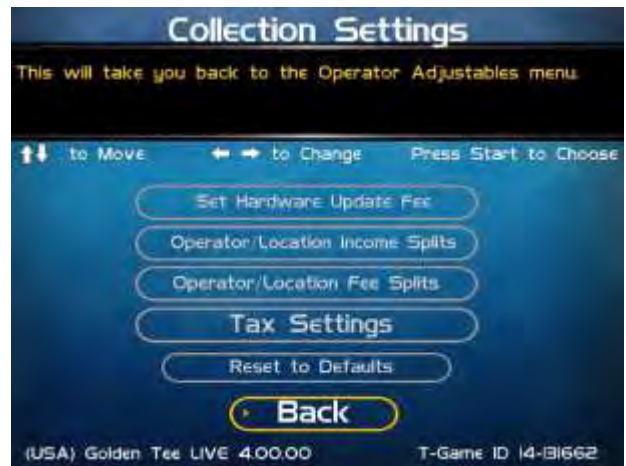 Collection Settings
This will take you back to the Operator Adjustables menu.
to Move to Change Press Start to Choose
Set Hardware Update Fee
Operator/Location Income Splits
Operator/Location Fee Splits
Tax Settings
Reset to Defaults
Back
(USA) Golden Tee LIVE 4.00.00 T-Game ID 14-131662